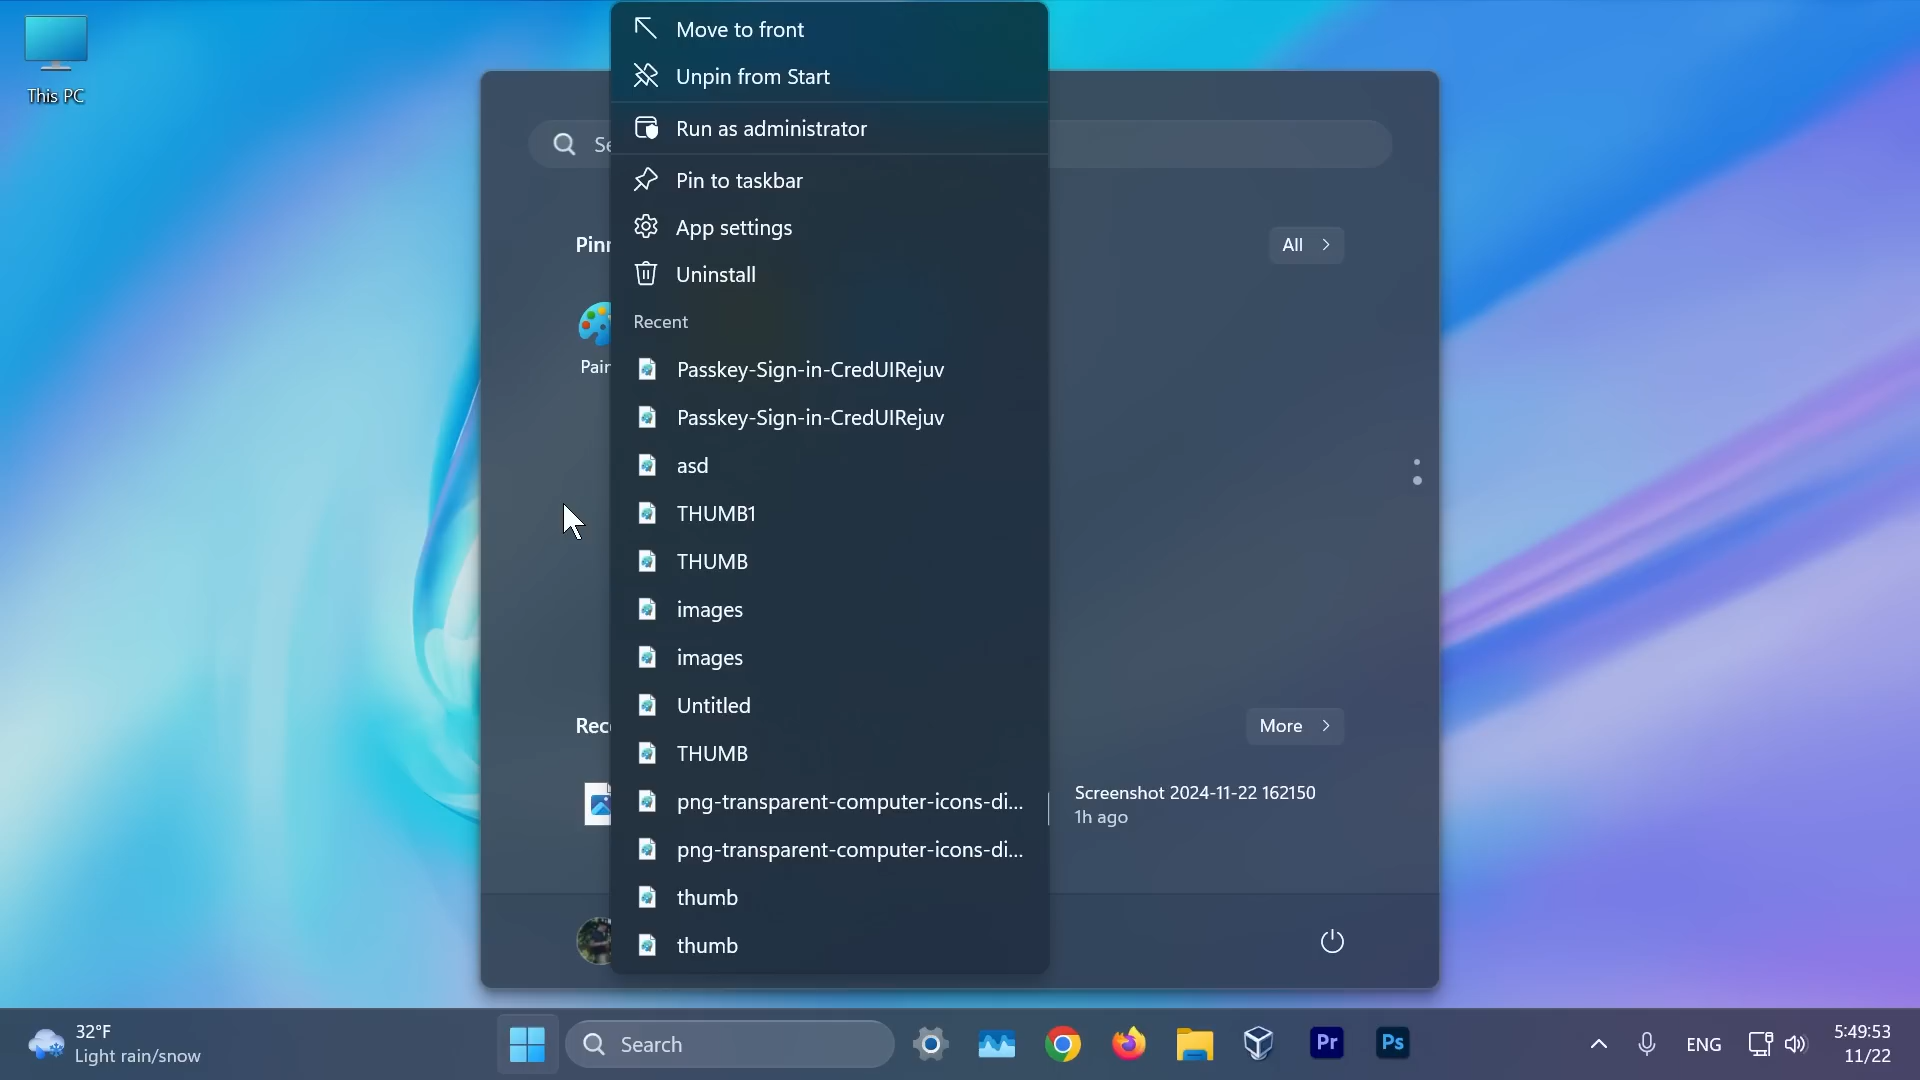 This PC
Move to front
Unpin from Start
Run as administrator
Pin to taskbar
App settings
Uninstall
All
Recent
Passkey-Sign-in-CredUIRejuv
Passkey-Sign-in-CredUIRejuv
asd
THUMB1
THUMB
images
images
Untitled
THUMB
More
png-transparent-computer-icons-di...
png-transparent-computer-icons-di...
thumb
thumb
Screenshot 2024-11-22 162150
1h ago
32°F
Light rain/snow
Search
Pr
Ps
ENG
5:49:53
11/22